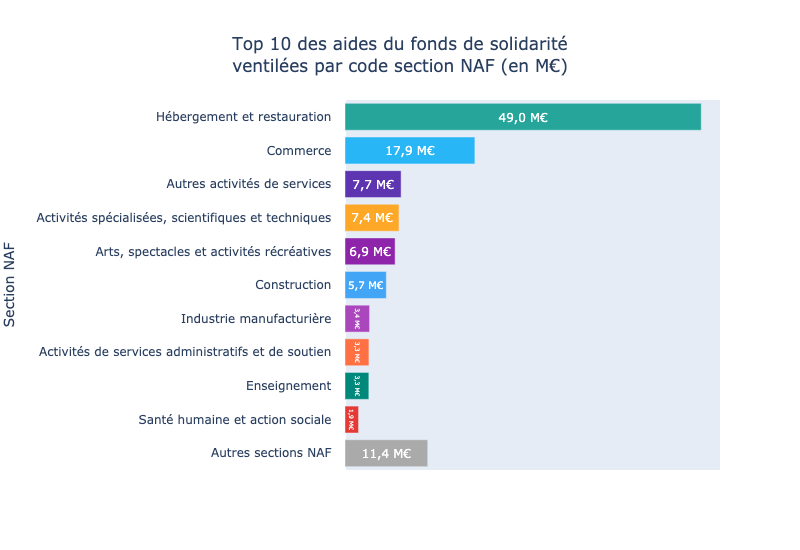 Top 10 des aides du fonds de solidarité
ventilées par code section NAF (en M€)
Section NAF
Hébergement et restauration 49,0 M€
Commerce 17,9 M€
Autres activités de services 7,7 M€
Activités spécialisées, scientifiques et techniques 7,4 M€
Arts, spectacles et activités récréatives 6,9 M€
Construction 5,7 M€
Industrie manufacturière 3,4 M€
Activités de services administratifs et de soutien 3,3 M€
Enseignement 3,3 M€
Santé humaine et action sociale 1,9 M€
Autres sections NAF 11,4 M€